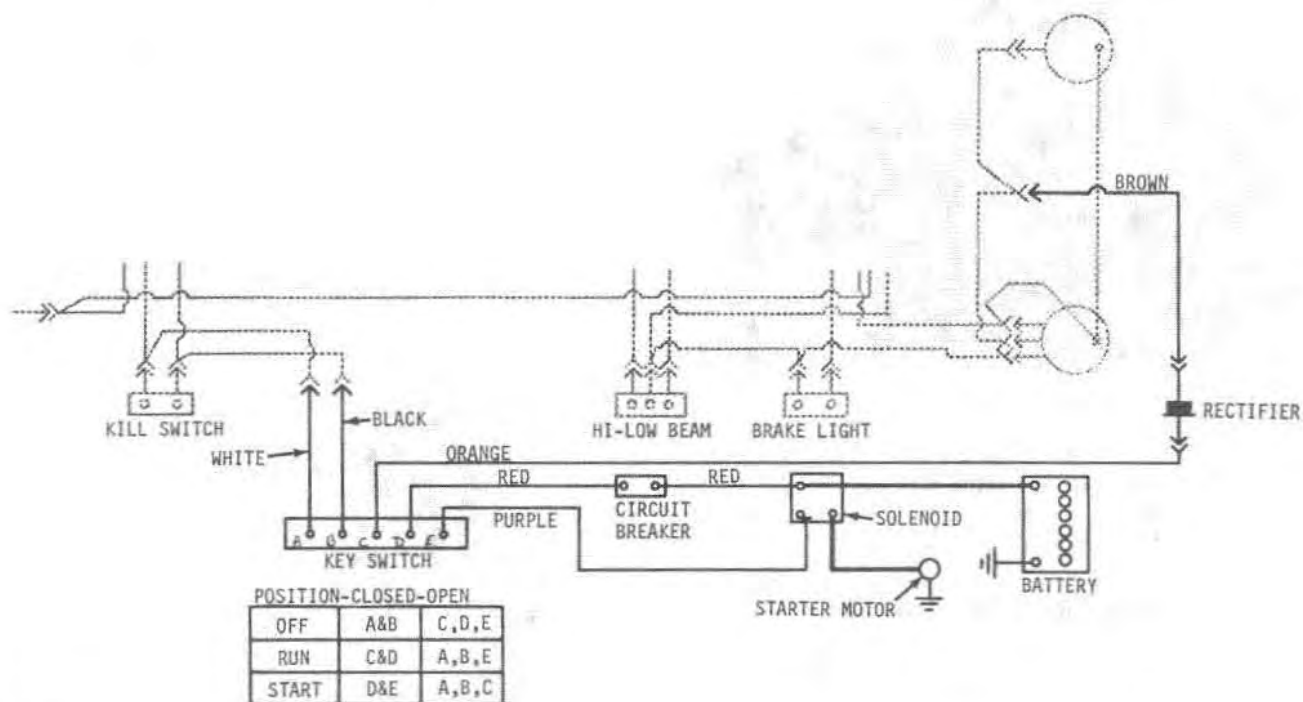 BROWN
RECTIFIER
KILL SWITCH
BLACK
HI-LOW BEAM
BRAKE LIGHT
WHITE
ORANGE
RED
RED
CIRCUIT
BREAKER
PURPLE
SOLENOID
A B C D E
KEY SWITCH
STARTER MOTOR
BATTERY
POSITION-CLOSED-OPEN
OFF A&B C,D,E
RUN C&D A,B,E
START D&E A,B,C